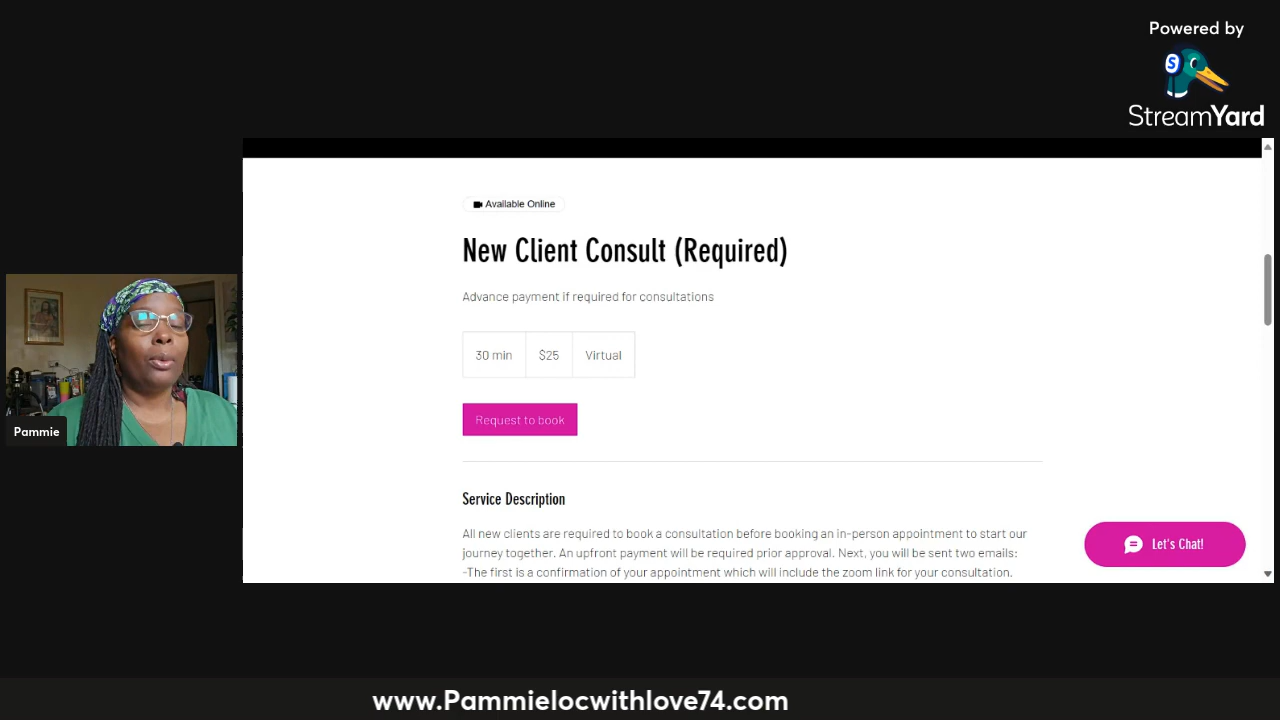 Powered by
S
StreamYard
Available Online
New Client Consult (Required)
Advance payment if required for consultations
30 min
$25
Virtual
Request to book
Service Description
All new clients are required to book a consultation before booking an in-person appointment to start our
journey together. An upfront payment will be required prior approval. Next, you will be sent two emails:
-The first is a confirmation of your appointment which will include the zoom link for your consultation.
Let's Chat!
Pammie
www.Pammielocwithlove74.com